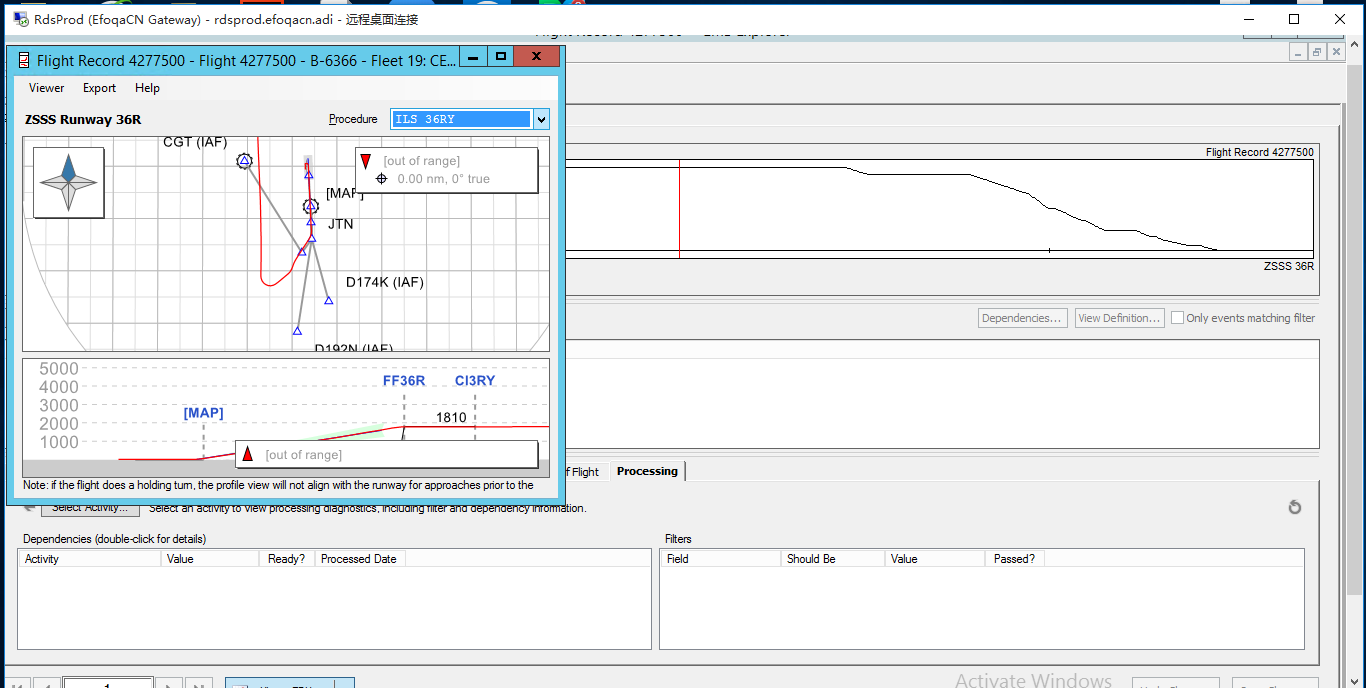 RdsProd (EfoqaCN Gateway) - rdsprod.efoqacn.adi - 远程桌面连接
Flight Record 4277500 - Flight 4277500 - B-6366 - Fleet 19: CE...
Viewer Export Help
ZSSS Runway 36R
Procedure
ILS 36RY
CGT (IAF)
[out of range]
0.00 nm, 0° true
[MAP]
JTN
D174K (IAF)
D192N (IAF)
5000
4000
3000
2000
1000
[MAP]
FF36R
CI3RY
1810
[out of range]
Note: if the flight does a holding turn, the profile view will not align with the runway for approaches prior to the
Flight Record 4277500
ZSSS 36R
Dependencies...
View Definition...
Only events matching filter
of Flight
Processing
Select Activity...
Select an activity to view processing diagnostics, including filter and dependency information.
Dependencies (double-click for details)
Activity Value Ready? Processed Date
Filters
Field Should Be Value Passed?
1
Activate Windows